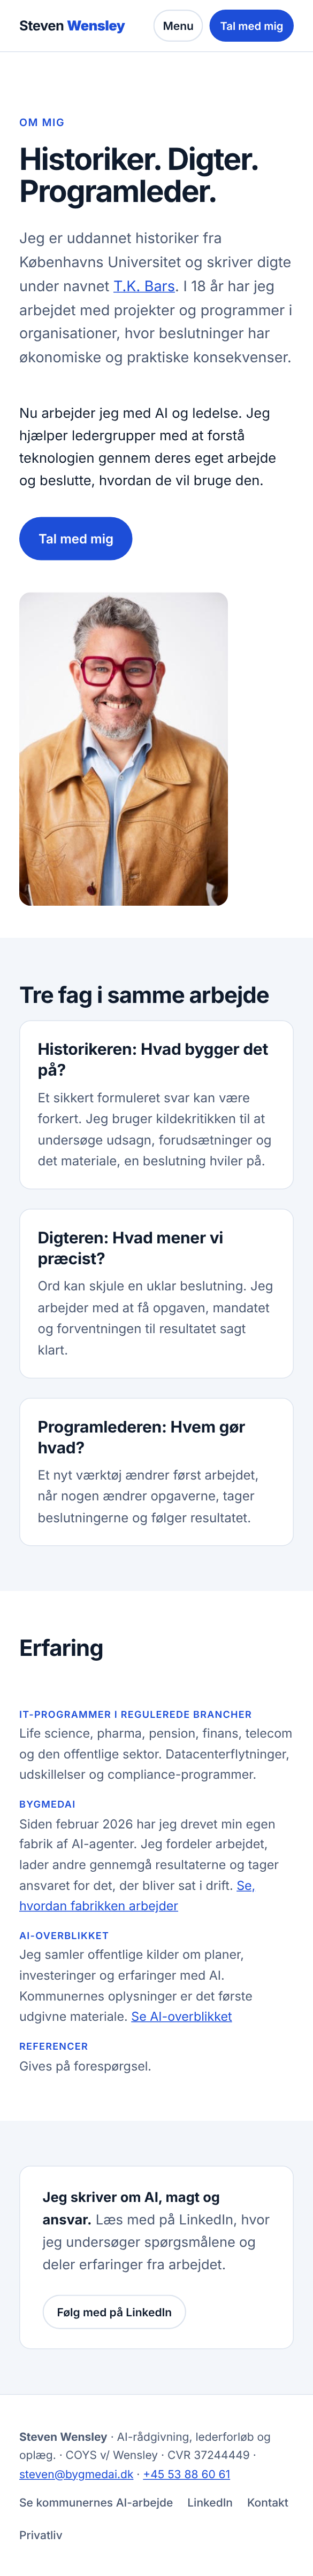 Steven Wensley
Menu
Tal med mig
OM MIG
Historiker. Digter.
Programleder.
Jeg er uddannet historiker fra
Københavns Universitet og skriver digte
under navnet T.K. Bars. I 18 år har jeg
arbejdet med projekter og programmer i
organisationer, hvor beslutninger har
økonomiske og praktiske konsekvenser.
Nu arbejder jeg med AI og ledelse. Jeg
hjælper ledergrupper med at forstå
teknologien gennem deres eget arbejde
og beslutte, hvordan de vil bruge den.
Tal med mig
Tre fag i samme arbejde
Historikeren: Hvad bygger det
på?
Et sikkert formuleret svar kan være
forkert. Jeg bruger kildekritikken til at
undersøge udsagn, forudsætninger og
det materiale, en beslutning hviler på.
Digteren: Hvad mener vi
præcist?
Ord kan skjule en uklar beslutning. Jeg
arbejder med at få opgaven, mandatet
og forventningen til resultatet sagt
klart.
Programlederen: Hvem gør
hvad?
Et nyt værktøj ændrer først arbejdet,
når nogen ændrer opgaverne, tager
beslutningerne og følger resultatet.
Erfaring
IT-PROGRAMMER I REGULEREDE BRANCHER
Life science, pharma, pension, finans, telecom
og den offentlige sektor. Datacenterflytninger,
udskillelser og compliance-programmer.
BYGMEDAI
Siden februar 2026 har jeg drevet min egen
fabrik af AI-agenter. Jeg fordeler arbejdet,
lader andre gennemgå resultaterne og tager
ansvaret for det, der bliver sat i drift. Se,
hvordan fabrikken arbejder
AI-OVERBLIKKET
Jeg samler offentlige kilder om planer,
investeringer og erfaringer med AI.
Kommunernes oplysninger er det første
udgivne materiale. Se AI-overblikket
REFERENCER
Gives på forespørgsel.
Jeg skriver om AI, magt og
ansvar. Læs med på LinkedIn, hvor
jeg undersøger spørgsmålene og
deler erfaringer fra arbejdet.
Følg med på LinkedIn
Steven Wensley · AI-rådgivning, lederforløb og
oplæg. · COYS v/ Wensley · CVR 37244449 ·
steven@bygmedai.dk · +45 53 88 60 61
Se kommunernes AI-arbejde LinkedIn Kontakt
Privatliv